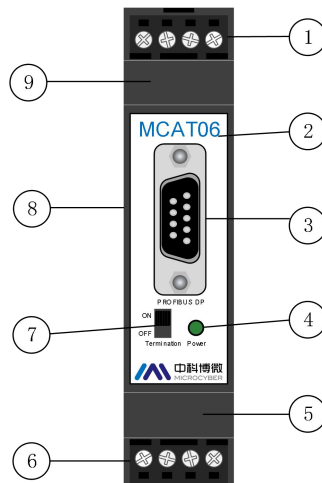 1
9
MCAT06
2
8
3
PROFIBUS DP
ON
4
7
OFF
Termination Power
中科博微
MICROCYBER
5
6